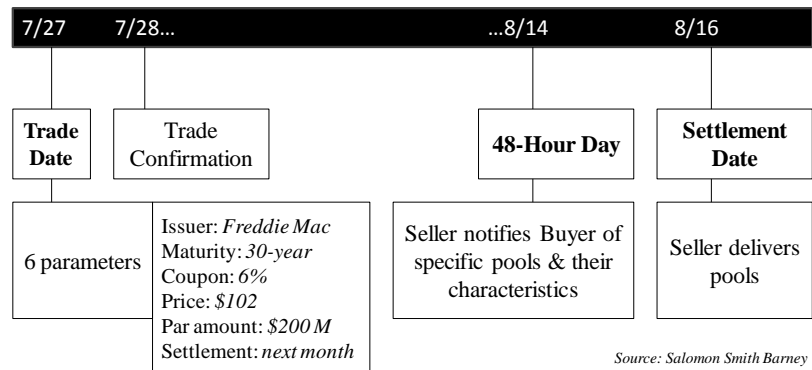 7/27 7/28... ...8/14 8/16
Trade
Date
Trade
Confirmation
48-Hour Day
Settlement
Date
6 parameters
Issuer: Freddie Mac
Maturity: 30-year
Coupon: 6%
Price: $102
Par amount: $200 M
Settlement: next month
Seller notifies Buyer of
specific pools & their
characteristics
Seller delivers
pools
Source: Salomon Smith Barney